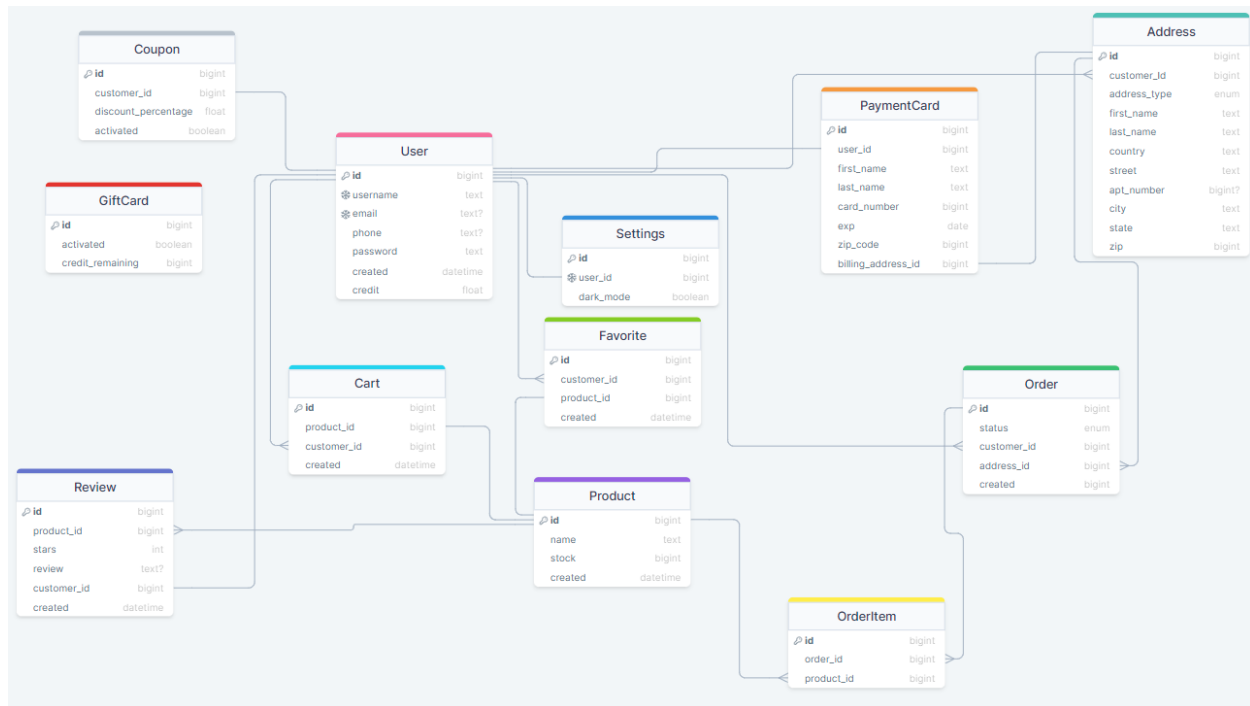 Coupon
id bigint
customer_id bigint
discount_percentage float
activated boolean
GiftCard
id bigint
activated boolean
credit_remaining bigint
User
id bigint
username text
email text?
phone text?
password text
created datetime
credit float
Settings
id bigint
user_id bigint
dark_mode boolean
PaymentCard
id bigint
user_id bigint
first_name text
last_name text
card_number bigint
exp date
zip_code bigint
billing_address_id bigint
Address
id bigint
customer_Id bigint
address_type enum
first_name text
last_name text
country text
street text
apt_number bigint?
city text
state text
zip bigint
Favorite
id bigint
customer_id bigint
product_id bigint
created datetime
Cart
id bigint
product_id bigint
customer_id bigint
created datetime
Order
id bigint
status enum
customer_id bigint
address_id bigint
created bigint
Review
id bigint
product_id bigint
stars int
review text?
customer_id bigint
created datetime
Product
id bigint
name text
stock bigint
created datetime
OrderItem
id bigint
order_id bigint
product_id bigint